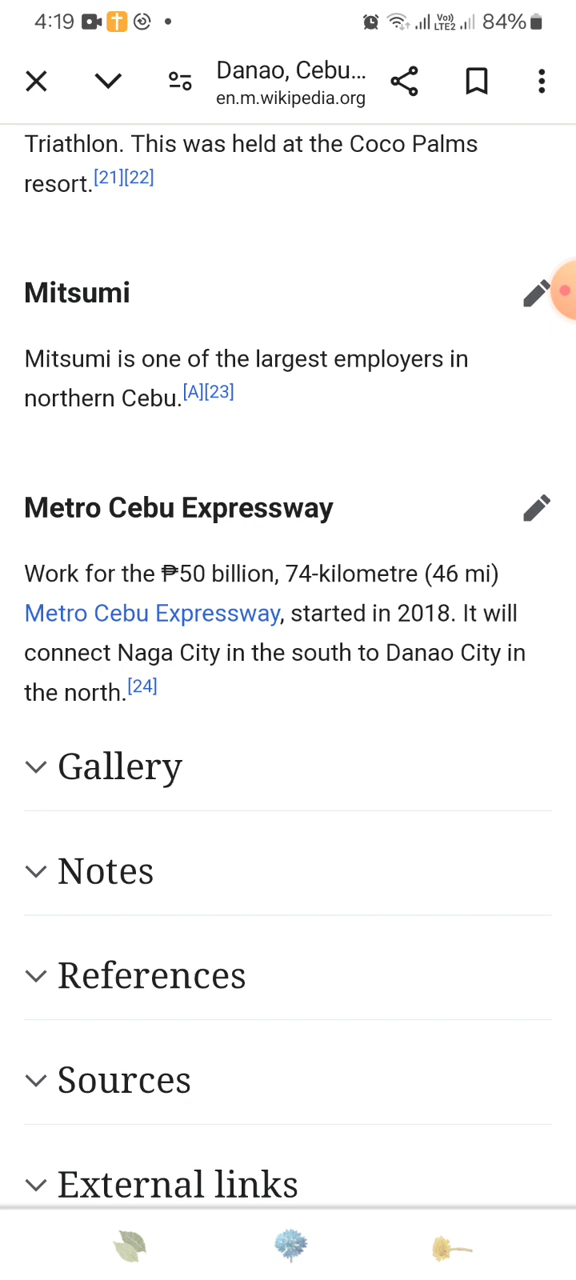 4:19
Vo))
LTE2
84%
Danao, Cebu...
en.m.wikipedia.org
Triathlon. This was held at the Coco Palms
resort.[21][22]
Mitsumi
Mitsumi is one of the largest employers in
northern Cebu.[A][23]
Metro Cebu Expressway
Work for the ₱50 billion, 74-kilometre (46 mi)
Metro Cebu Expressway, started in 2018. It will
connect Naga City in the south to Danao City in
the north.[24]
Gallery
Notes
References
Sources
External links